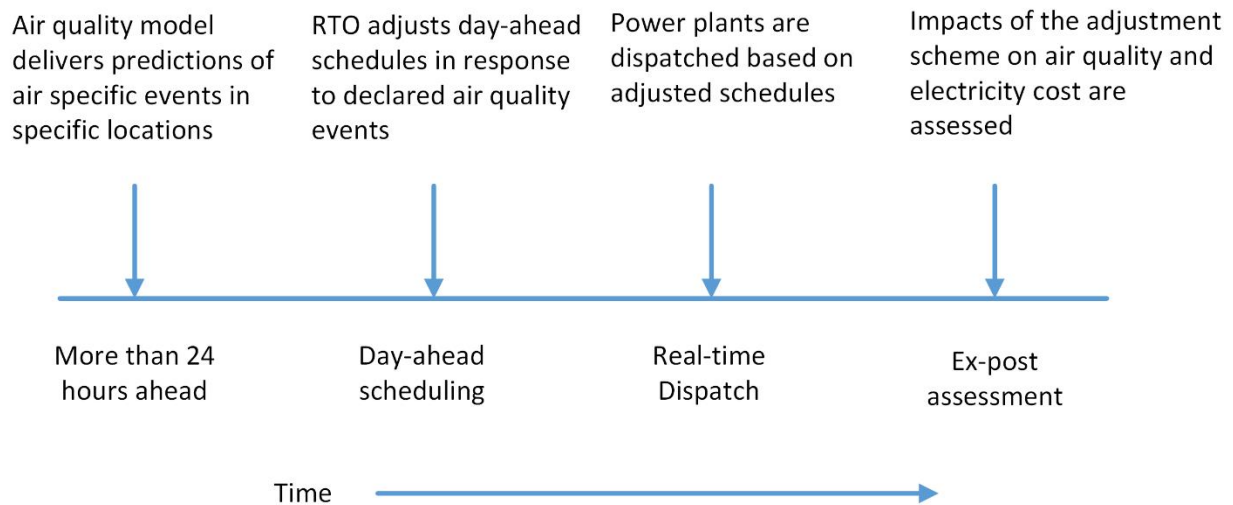 Air quality model
delivers predictions of
air specific events in
specific locations
RTO adjusts day-ahead
schedules in response
to declared air quality
events
Power plants are
dispatched based on
adjusted schedules
Impacts of the adjustment
scheme on air quality and
electricity cost are
assessed
More than 24
hours ahead
Day-ahead
scheduling
Real-time
Dispatch
Ex-post
assessment
Time